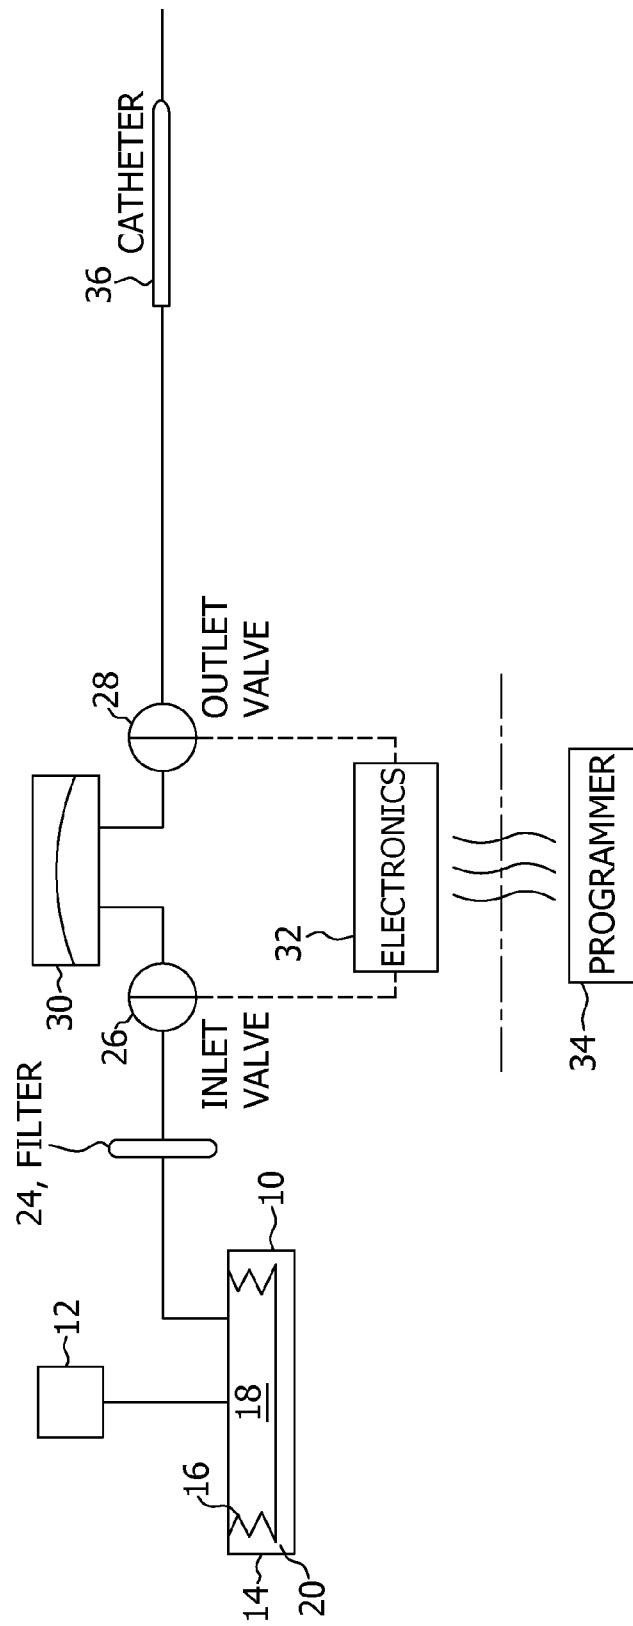 12
16
18
14
20
10
24, FILTER
26
INLET
VALVE
30
28
OUTLET
VALVE
36
CATHETER
32
ELECTRONICS
34
PROGRAMMER